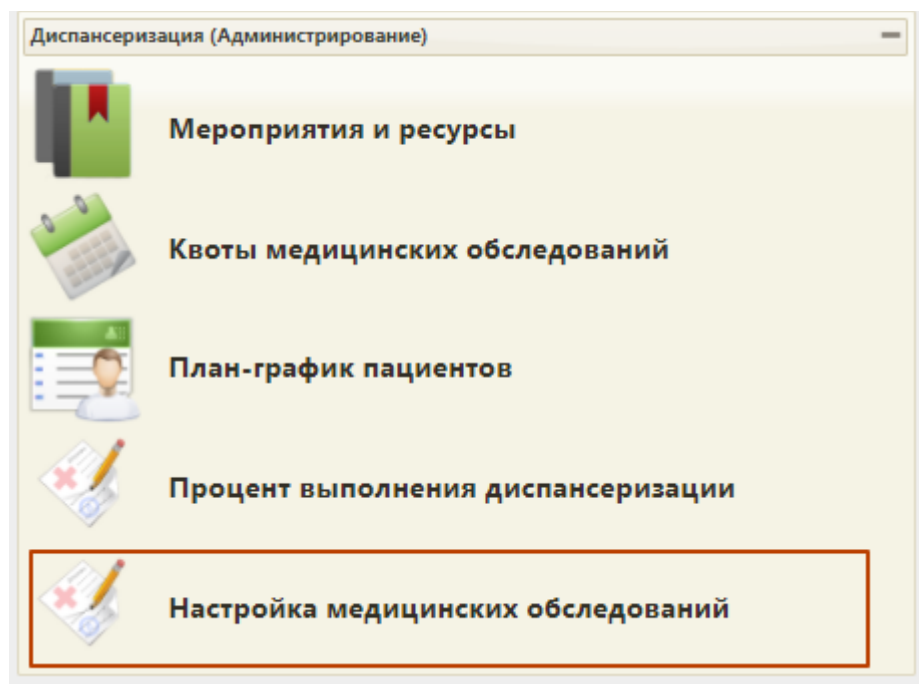 Диспансеризация (Администрирование)
Мероприятия и ресурсы
Квоты медицинских обследований
План-график пациентов
Процент выполнения диспансеризации
Настройка медицинских обследований